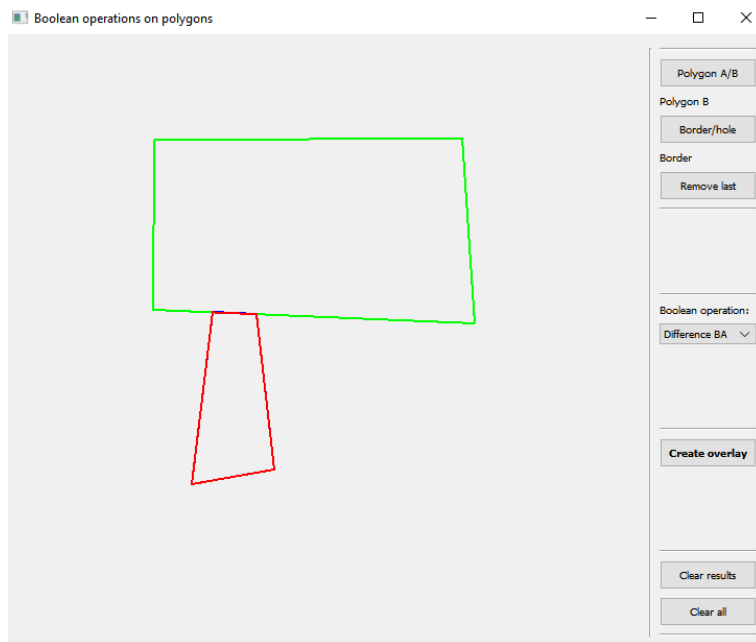 Boolean operations on polygons
Polygon A/B
Polygon B
Border/hole
Border
Remove last
Boolean operation:
Difference BA
Create overlay
Clear results
Clear all